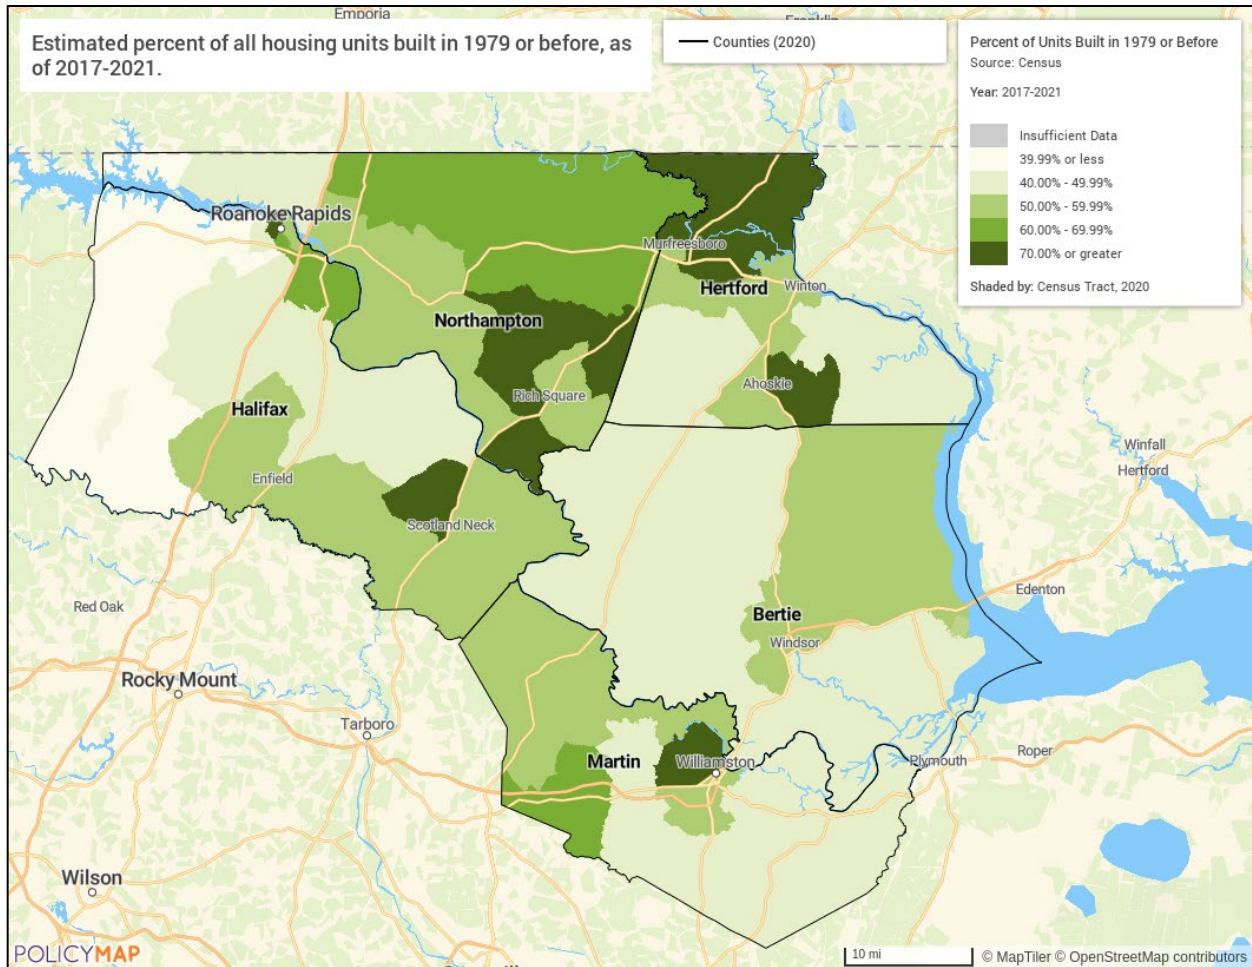 Emporia
Franklin
Estimated percent of all housing units built in 1979 or before, as
of 2017-2021.
Counties (2020)
Percent of Units Built in 1979 or Before
Source: Census
Year: 2017-2021
Insufficient Data
39.99% or less
40.00% - 49.99%
50.00% - 59.99%
60.00% - 69.99%
70.00% or greater
Shaded by: Census Tract, 2020
Roanoke Rapids
Murfreesboro
Hertford
Winton
Northampton
Rich Square
Ahoskie
Halifax
Enfield
Scotland Neck
Winfall
Hertford
Red Oak
Edenton
Bertie
Windsor
Rocky Mount
Tarboro
Martin
Williamston
Plymouth
Roper
Wilson
POLICYMAP
10 mi
© MapTiler © OpenStreetMap contributors